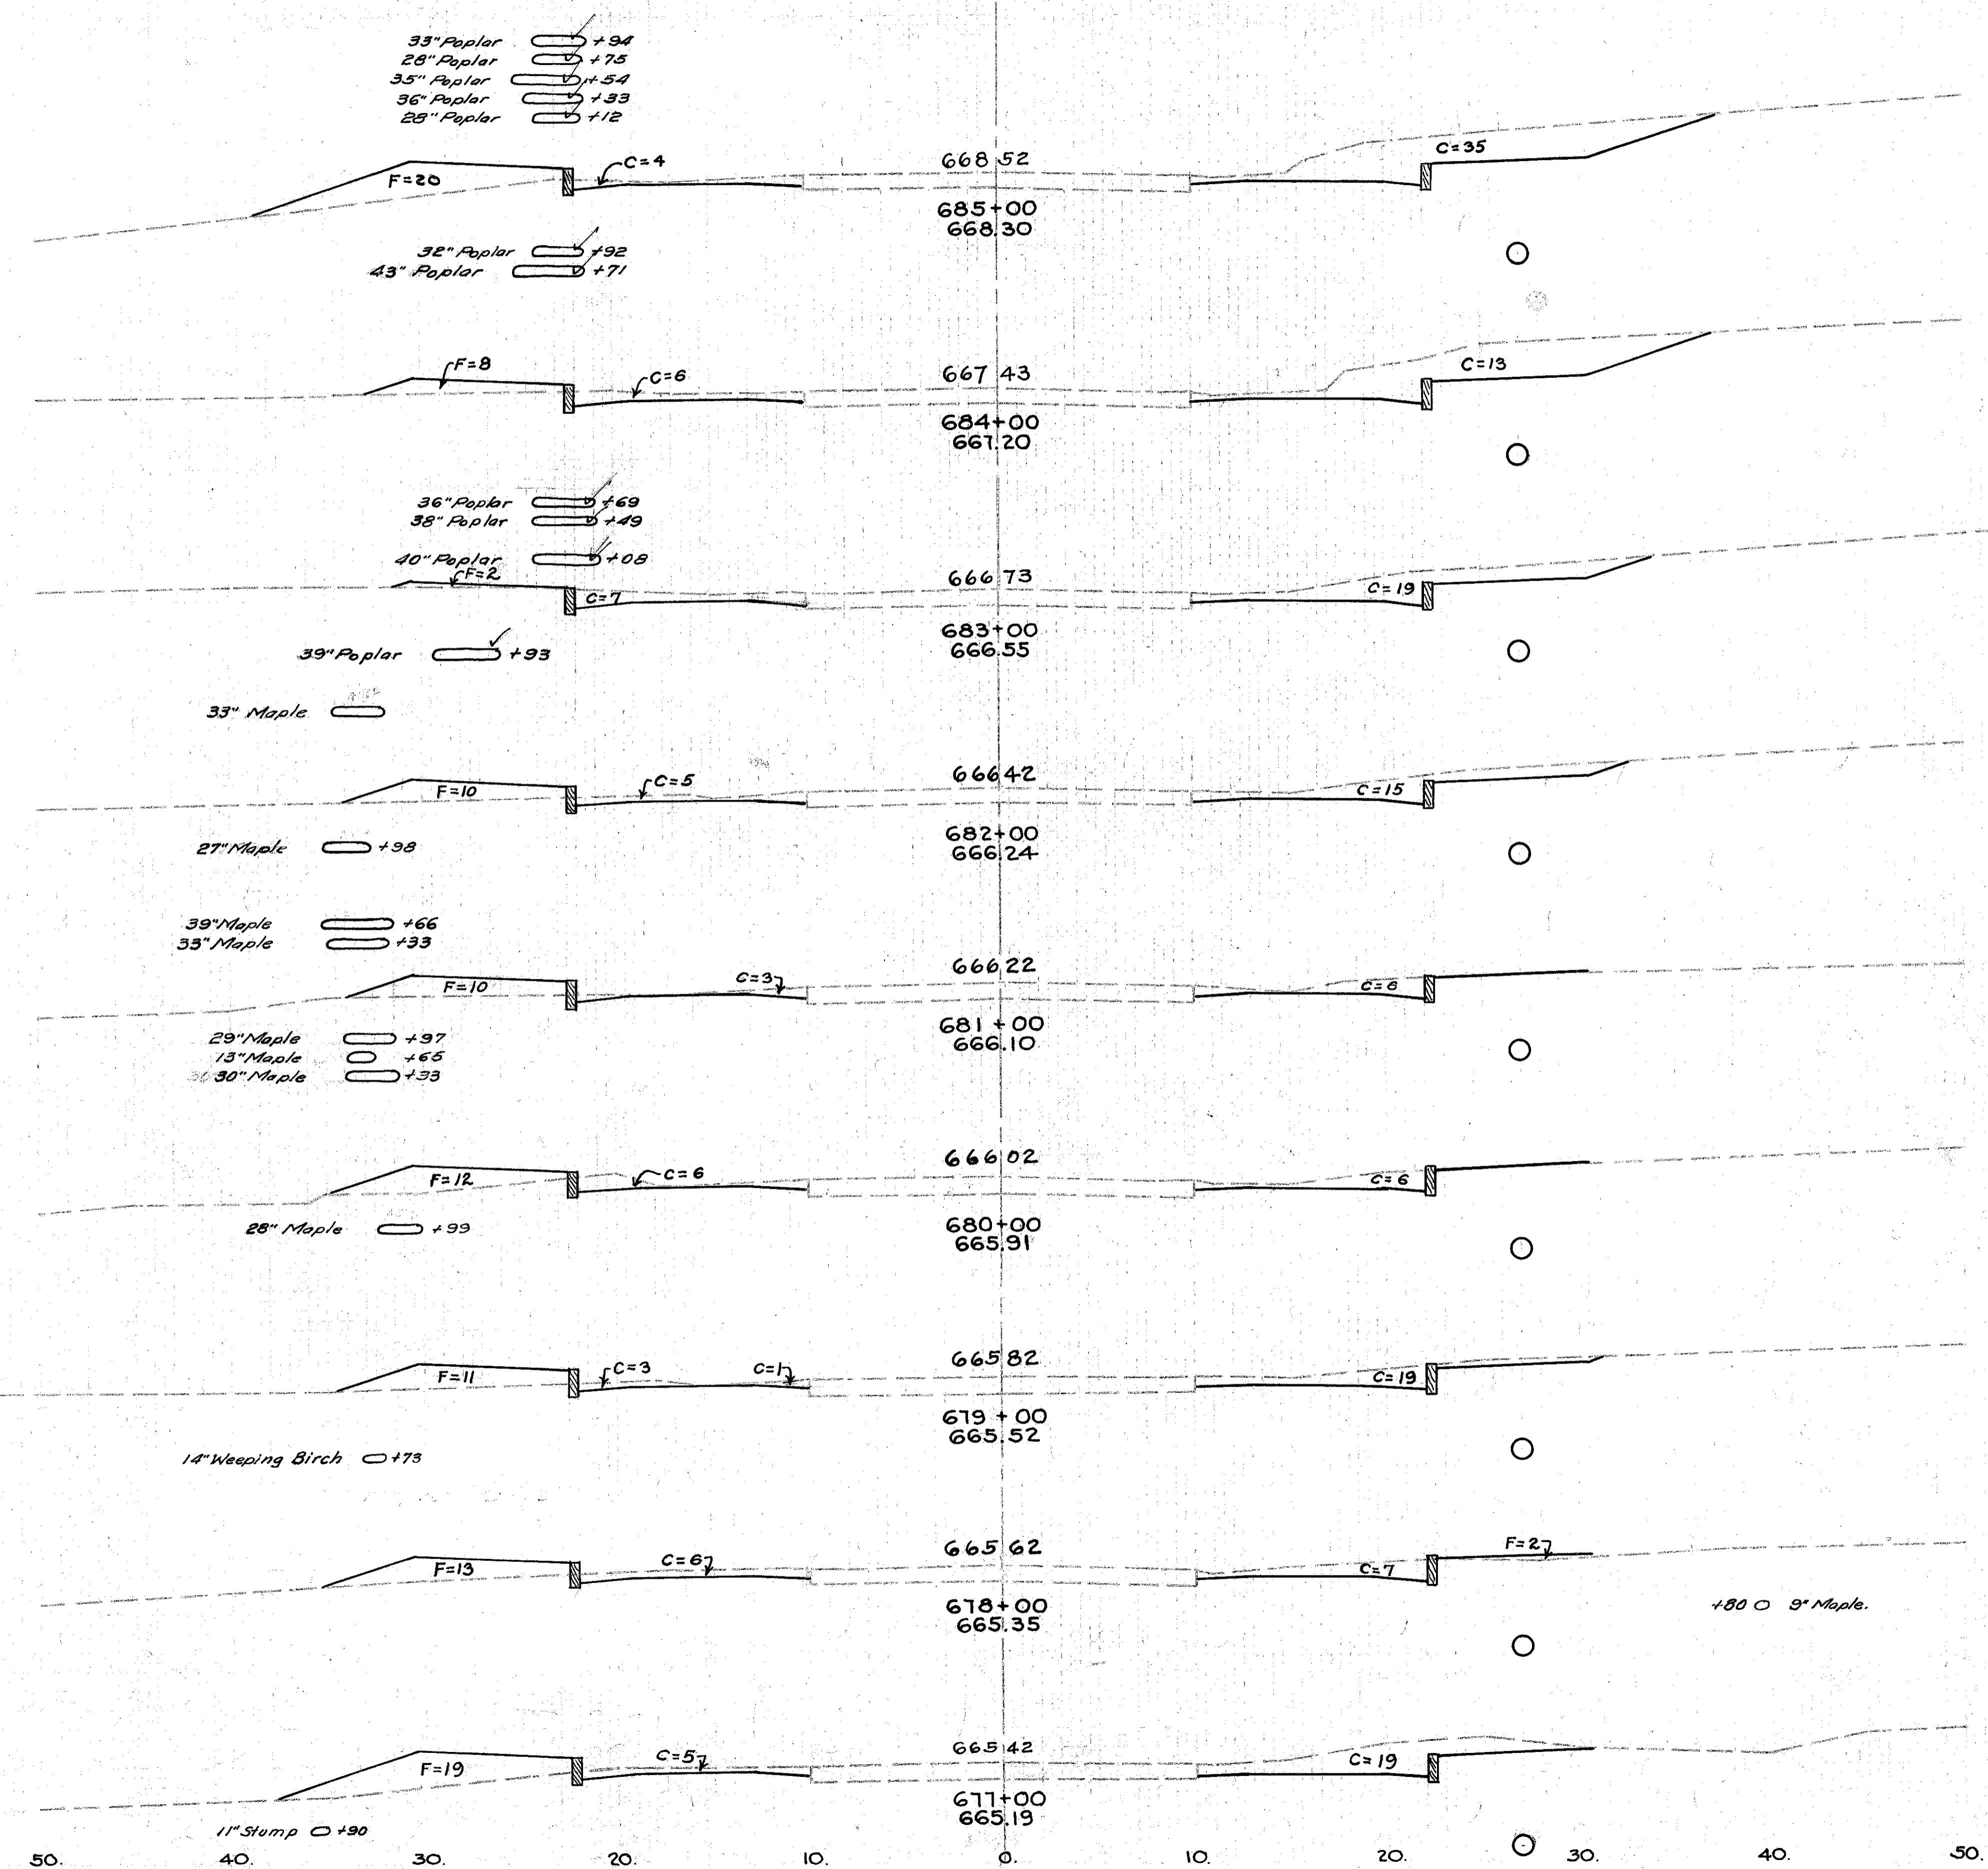 33" Poplar +94
28" Poplar +75
35" Poplar +54
36" Poplar +33
28" Poplar +12
F=20 C=4 668.52 C=35
685+00
668.30
32" Poplar +92
43" Poplar +71
F=8 C=6 667.43 C=13
684+00
667.20
36" Poplar +69
38" Poplar +49
40" Poplar +08
F=2 C=7 666.73 C=19
683+00
666.55
39" Poplar +93
33" Maple
F=10 C=5 666.42 C=15
682+00
666.24
27" Maple +98
39" Maple +66
33" Maple +33
F=10 C=3 666.22 C=6
681+00
666.10
29" Maple +97
13" Maple +65
30" Maple +33
F=12 C=6 666.02 C=6
680+00
665.91
28" Maple +99
F=11 C=3 C=1 665.82 C=19
679+00
665.52
14" Weeping Birch +73
F=13 C=6 665.62 C=7 F=2
678+00
665.35
+80 9" Maple.
F=19 C=5 665.42 C=19
677+00
665.19
11" Stump +90
50. 40. 30. 20. 10. 0. 10. 20. 30. 40. 50.